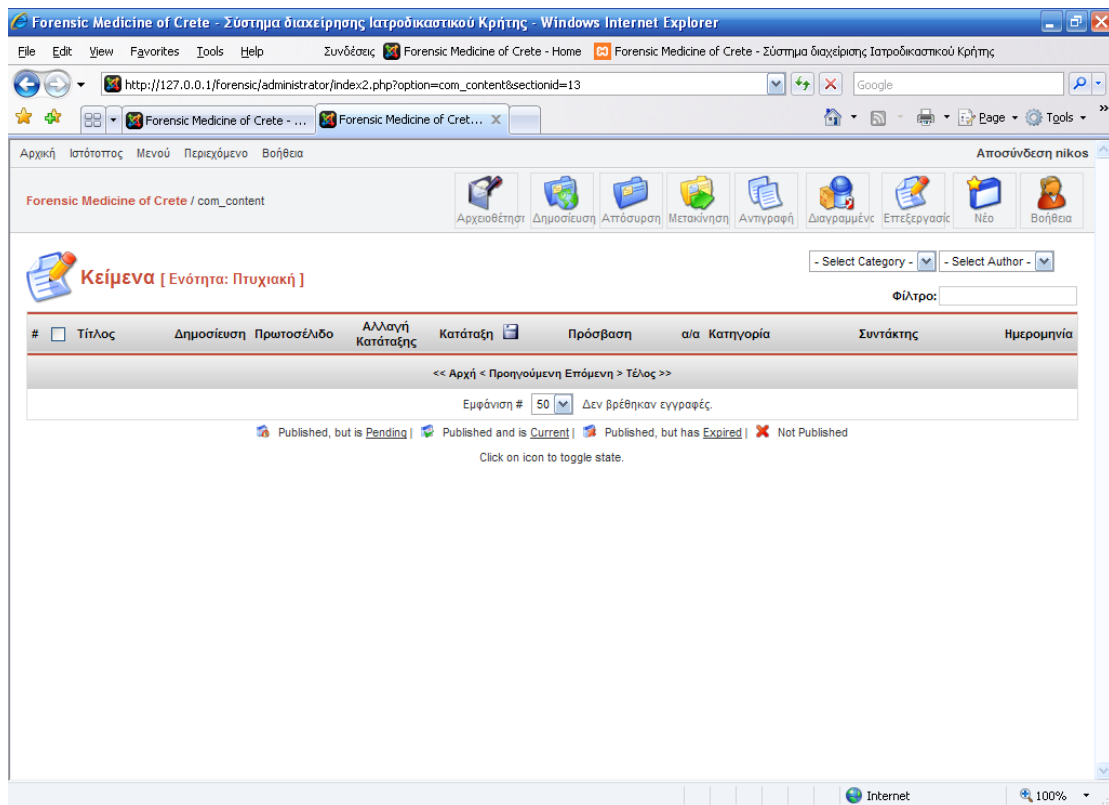 Forensic Medicine of Crete - Σύστημα διαχείρησης Ιατροδικαστικού Κρήτης - Windows Internet Explorer
File Edit View Favorites Tools Help Συνδέσεις Forensic Medicine of Crete - Home Forensic Medicine of Crete - Σύστημα διαχείρισης Ιατροδικαστικού Κρήτης
http://127.0.0.1/forensic/administrator/index2.php?option=com_content&sectionid=13 Google
Forensic Medicine of Crete - ... Forensic Medicine of Cret... Page Tools »
Αρχική Ιστότοπος Μενού Περιεχόμενο Βοήθεια Αποσύνδεση nikos
Forensic Medicine of Crete / com_content
Αρχειοθέτησι Δημοσίευση Απόσυρση Μετακίνηση Αντιγραφή Διαγραμμένο Επεξεργασίο Νέο Βοήθεια
Κείμενα [ Ενότητα: Πτυχιακή ]
- Select Category - - Select Author -
Φίλτρο:
# Τίτλος Δημοσίευση Πρωτοσέλιδο Αλλαγή Κατάταξης Κατάταξη Πρόσβαση α/α Κατηγορία Συντάκτης Ημερομηνία
<< Αρχή < Προηγούμενη Επόμενη > Τέλος >>
Εμφάνιση # 50 Δεν βρέθηκαν εγγραφές.
Published, but is Pending | Published and is Current | Published, but has Expired | Not Published
Click on icon to toggle state.
Internet 100%